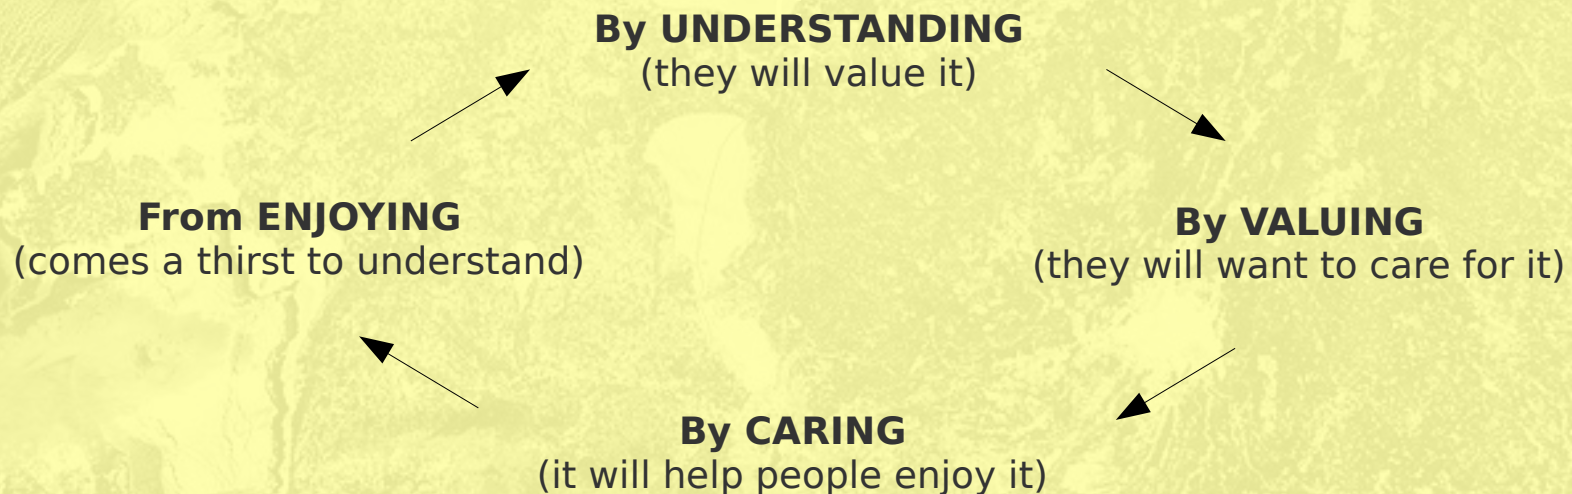 By UNDERSTANDING
(they will value it)
From ENJOYING
(comes a thirst to understand)
By VALUING
(they will want to care for it)
By CARING
(it will help people enjoy it)